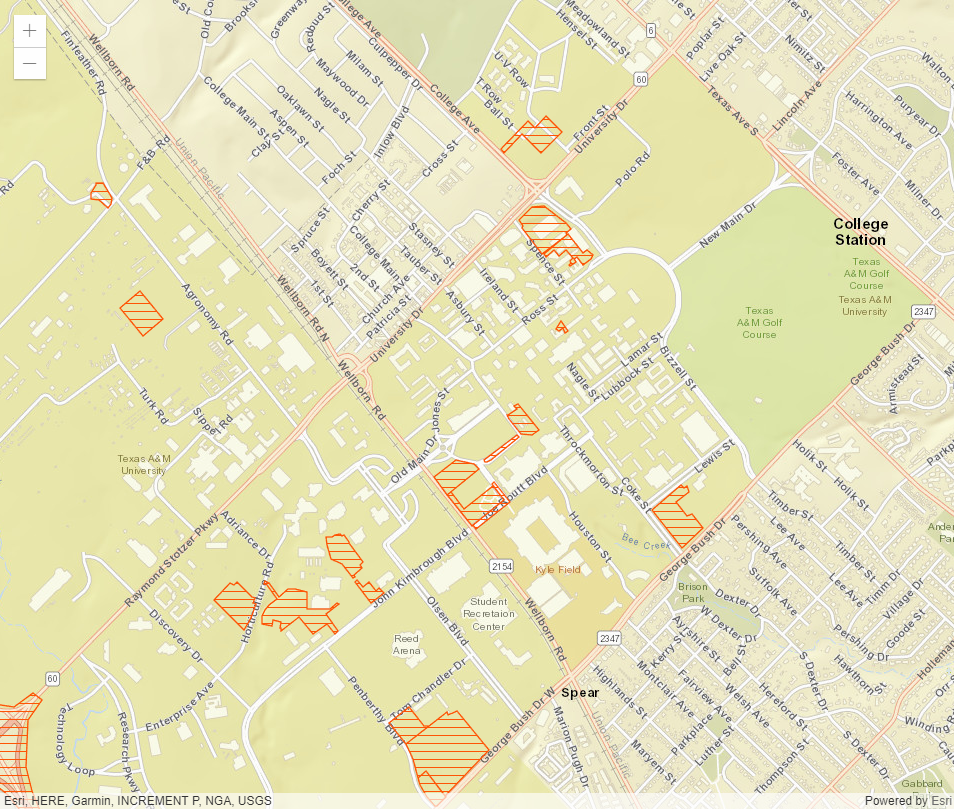 +
−
Finfeather Rd
Wellborn Rd
Old Co
Brooks
Greenway
Redbud St
College Ave
Culpepper Dr
Milam St
Maywood Dr
Nagle St
Oaklawn St
Aspen St
College Main St
Clay St
Foch St
Inlow Blvd
Cross St
College Ave
Meadowland St
Hensel St
U-V Row
T Row
Ball St
Front St
University Dr
6
60
Poplar St
Live Oak St
Nimitz St
Texas Ave S
Lincoln Ave
Walton
Puryear Dr
Harrington Ave
Foster Ave
Milner Dr
F&B Rd
Union Pacific
Rd
Polo Rd
New Main Dr
College
Station
Texas
A&M Golf
Course
Texas A&M
University
Texas
A&M Golf
Course
2347
George Bush Dr
Armistead St
Cherry St
Spruce St
Boyett St
1st St
2nd St
College Main
Church Ave
Patricia St
Stasney St
Tauber St
Asbury St
University Dr
Spence St
Ireland St
Ross St
Nagle St
Lamar St
Lubbock St
Bizzell St
Agronomy Rd
Wellborn Rd N
Wellborn Rd
Turk Rd
Sippel Rd
Texas A&M
University
Jones St
Old Main Dr
Throckmorton St
Coke St
Lewis St
Joe Routt Blvd
Houston St
Bee Creek
George Bush Dr
Kyle Field
2154
Raymond Stotzer Pkwy
Adriance Dr
Horticulture Rd
John Kimbrough Blvd
Olsen Blvd
Student
Recretaion
Center
Reed
Arena
Wellborn Rd
2347
Discovery Dr
Enterprise Ave
Penberthy Blvd
Tom Chandler Dr
George Bush Dr W
Spear
Marion Pugh Dr
Union Pacific
60
Technology Loop
Research Pkwy
Holik St
Holik St
Timber St
Lee Ave
Pershing Ave
Suffolk Ave
Timber St
Lee Ave
Timm Dr
Village Dr
Goode St
Pershing Dr
Hawthorn St
Brison
Park
Dexter Dr
W Dexter Dr
S Dexter Dr
Ayrshire St
Kerry St
Bell St
Montclair Ave
Highlands St
Fairview Ave
Welsh Ave
Hereford St
Parkplace
Luther St
Maryem St
Thompson St
S Dexter Dr
Winding R
Holleman
Orr S
Parkpl
Ander
Par
Gabbard
Esri, HERE, Garmin, INCREMENT P, NGA, USGS
Powered by Esri